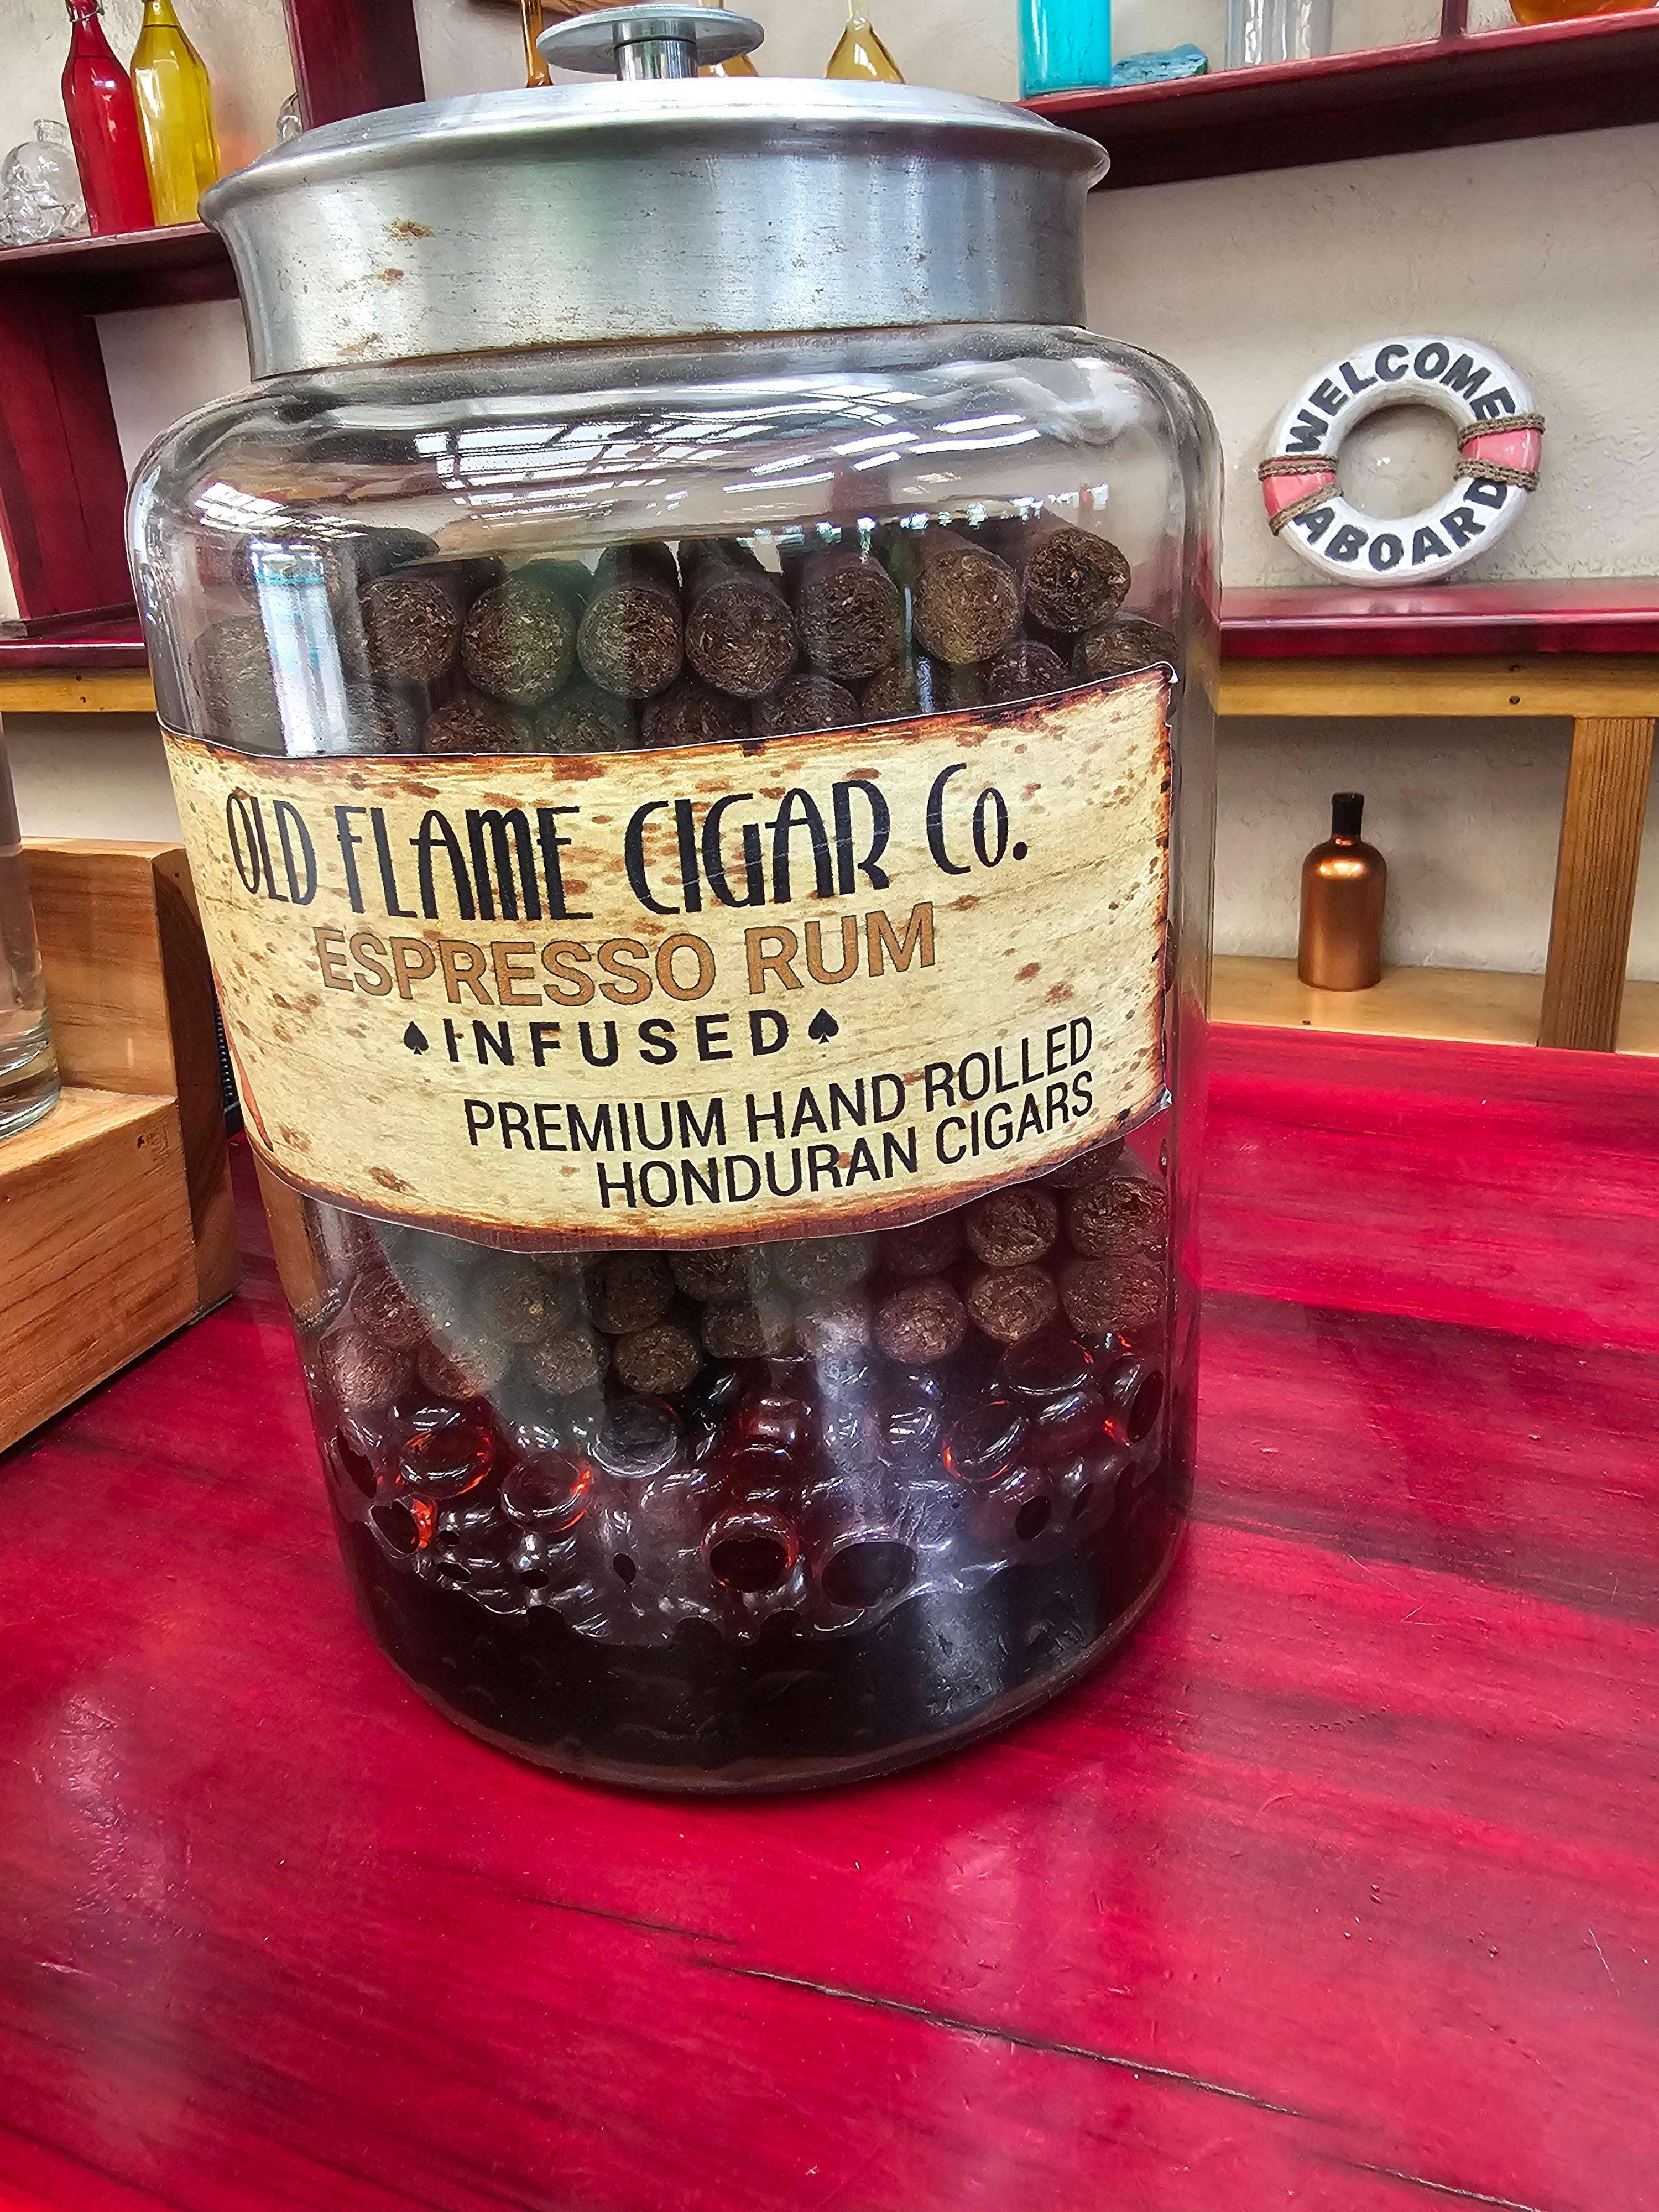 WELCOME
ABOARD
OLD FLAME CIGAR Co.
ESPRESSO RUM
♠INFUSED♠
PREMIUM HAND ROLLED
HONDURAN CIGARS